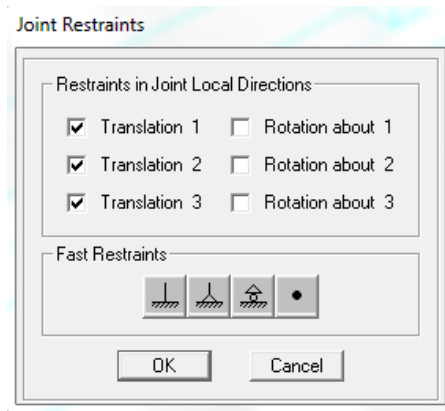 Joint Restraints
Restraints in Joint Local Directions
Translation 1 Rotation about 1
Translation 2 Rotation about 2
Translation 3 Rotation about 3
Fast Restraints
OK Cancel